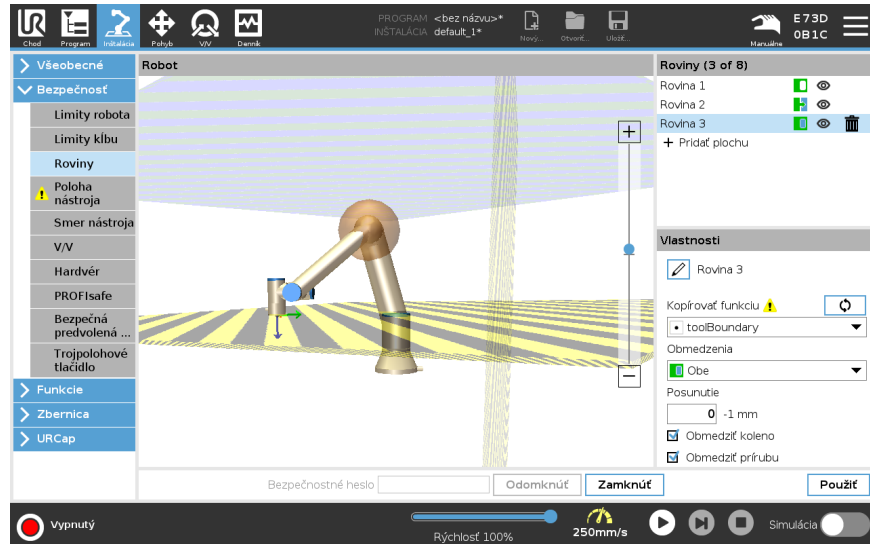 PROGRAM <bez názvu>*
INŠTALÁCIA default_1*
Chod
Program
Inštalácia
Pohyb
V/V
Denník
Nový...
Otvoriť...
Uložiť...
Manuálne
E73D
0B1C
Všeobecné
Bezpečnosť
Limity robota
Limity kĺbu
Roviny
Poloha
nástroja
Smer nástroja
V/V
Hardvér
PROFIsafe
Bezpečná
predvolená ...
Trojpolohové
tlačidlo
Funkcie
Zbernica
URCap
Robot
Roviny (3 of 8)
Rovina 1
Rovina 2
Rovina 3
+ Pridať plochu
Vlastnosti
Rovina 3
Kopírovať funkciu
toolBoundary
Obmedzenia
Obe
Posunutie
0 -1 mm
Obmedziť koleno
Obmedziť prírubu
Bezpečnostné heslo
Odomknúť
Zamknúť
Použiť
Vypnutý
Rýchlosť 100%
250mm/s
Simulácia